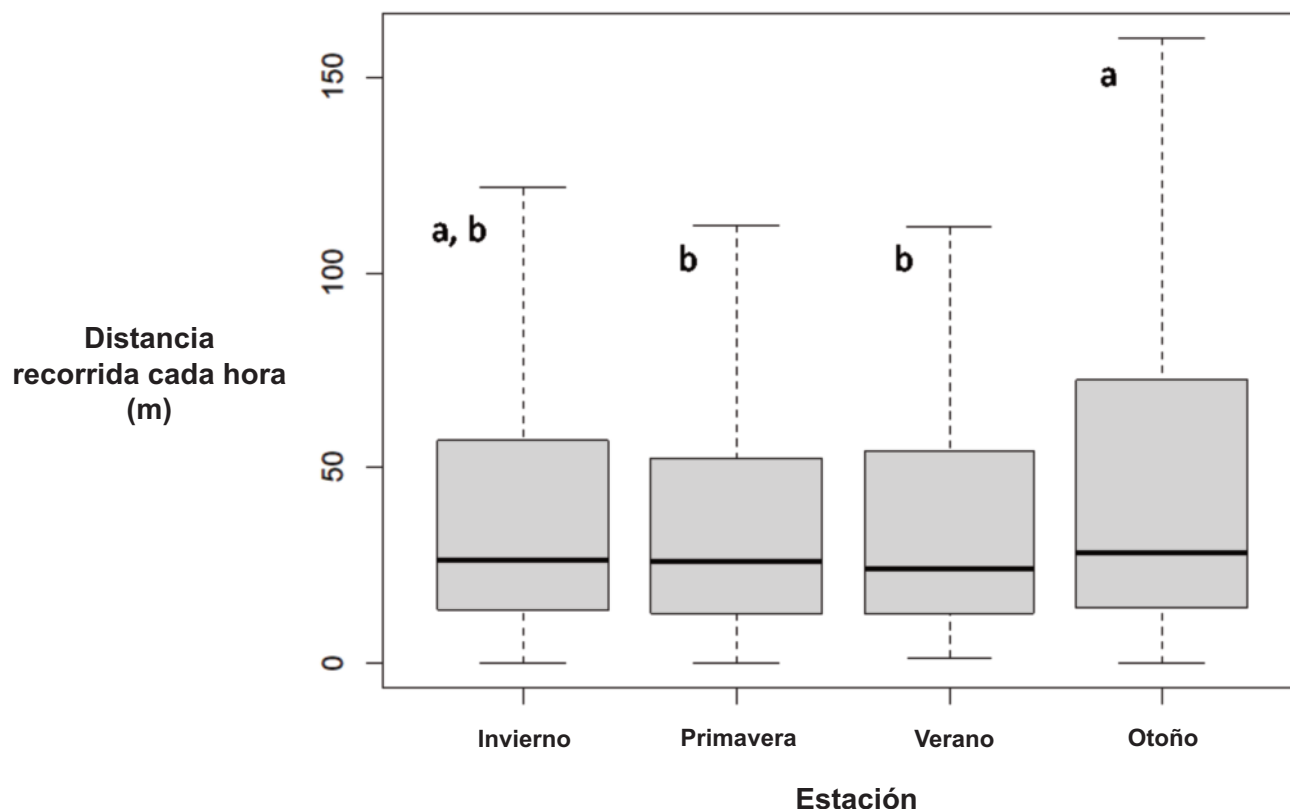 150
a
a, b
b
b
100
Distancia
recorrida cada hora
(m)
50
0
Invierno
Primavera
Verano
Otoño
Estación